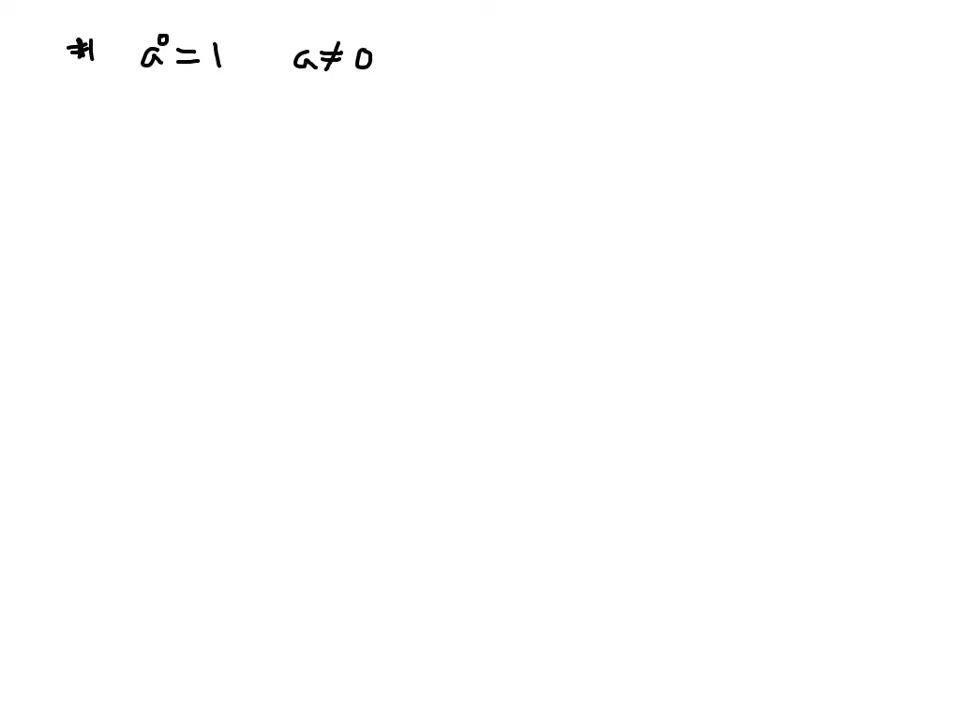 #1 a⁰ = 1 a ≠ 0